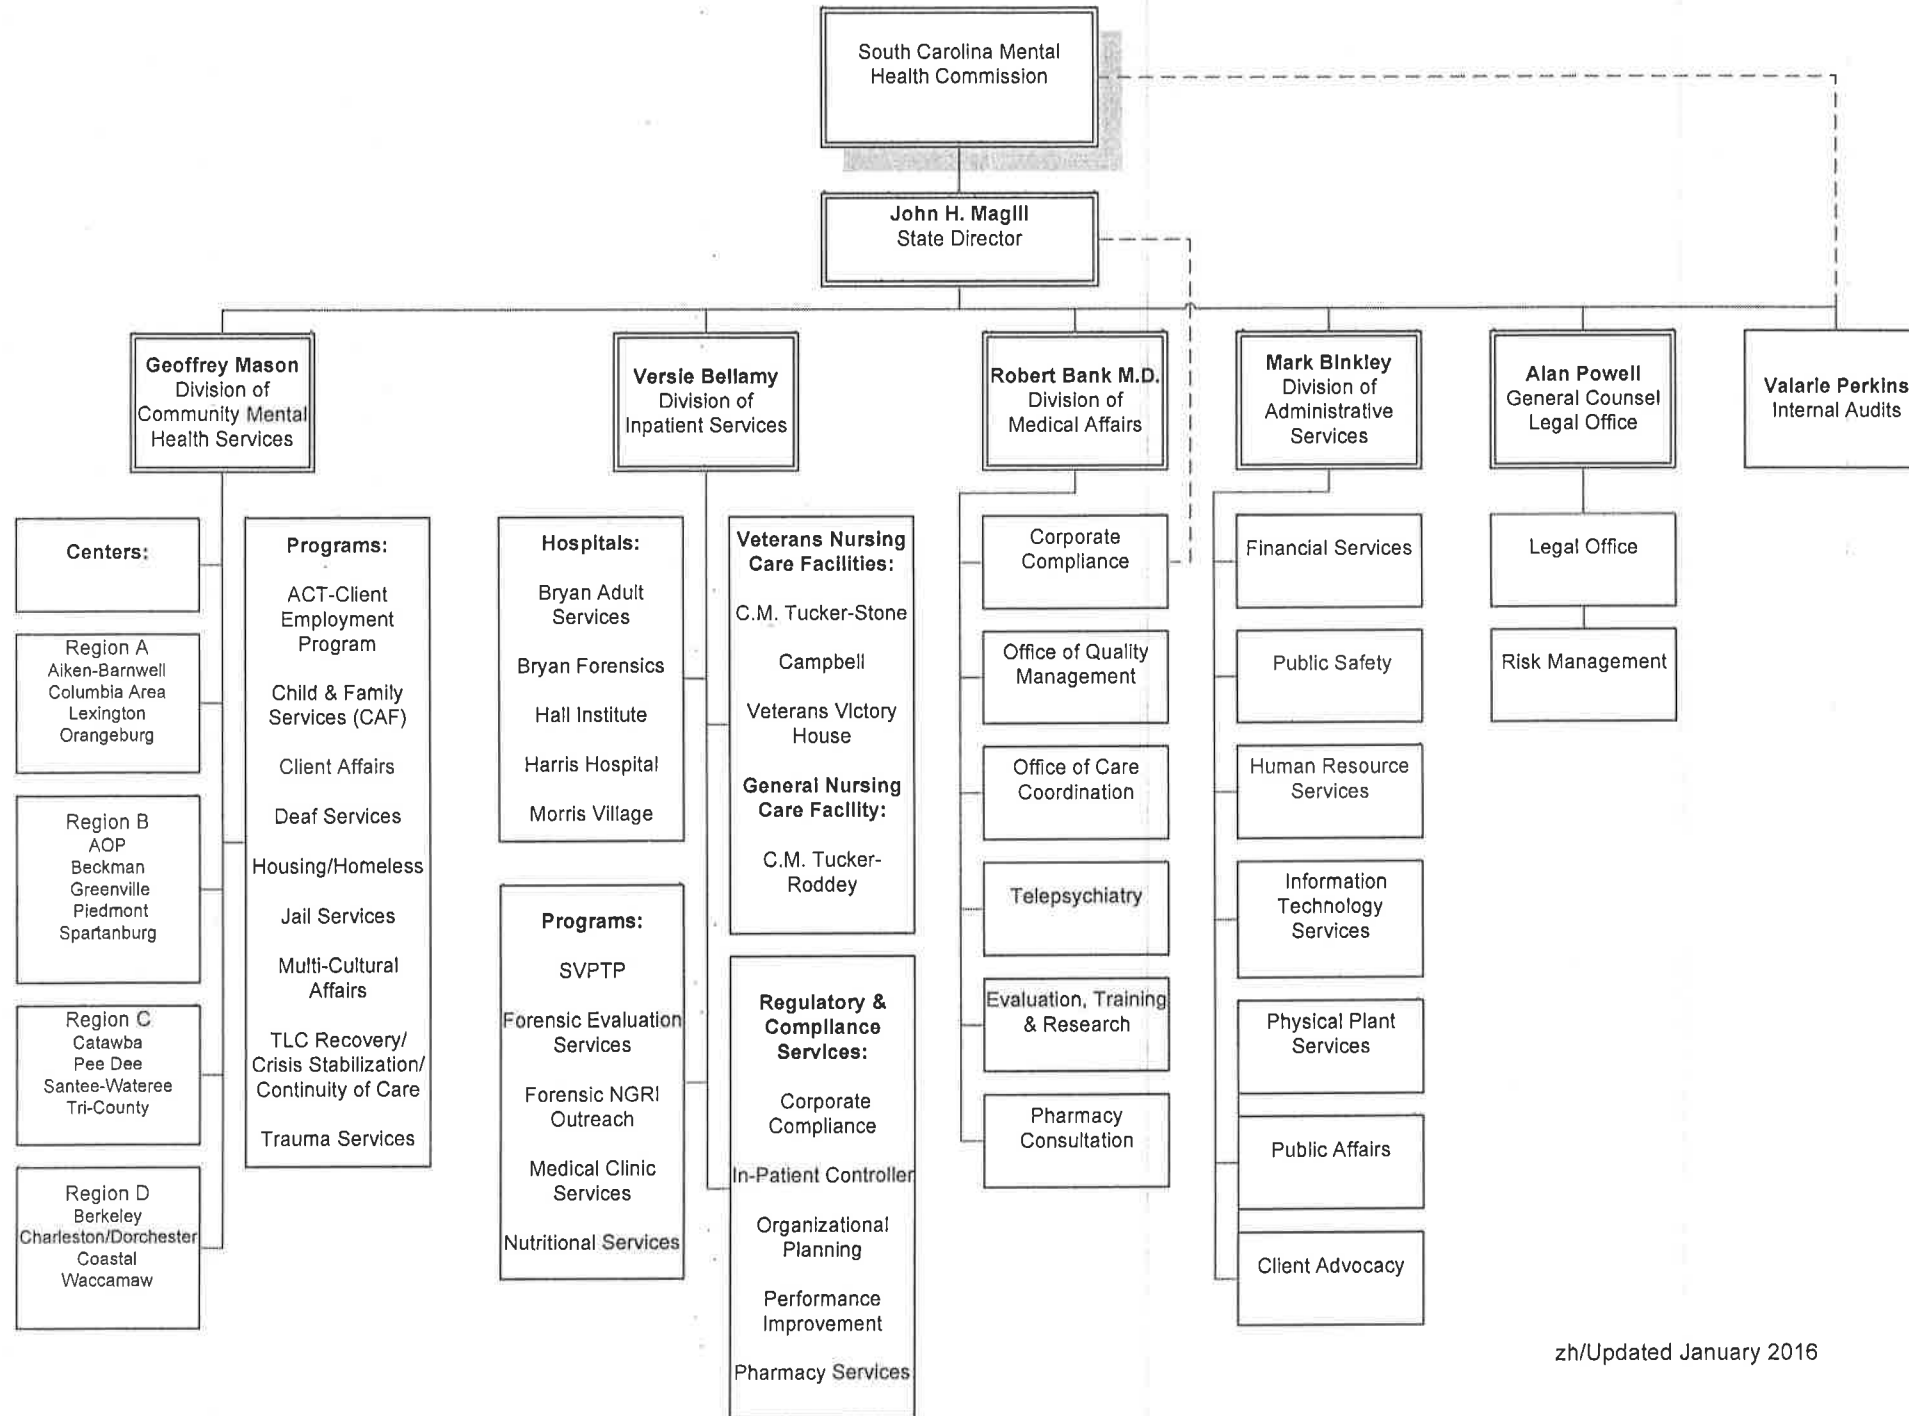 South Carolina Mental
Health Commission
John H. Magill
State Director
Geoffrey Mason
Division of
Community Mental
Health Services
Versie Bellamy
Division of
Inpatient Services
Robert Bank M.D.
Division of
Medical Affairs
Mark Binkley
Division of
Administrative
Services
Alan Powell
General Counsel
Legal Office
Valarie Perkins
Internal Audits
Centers:
Region A
Aiken-Barnwell
Columbia Area
Lexington
Orangeburg
Region B
AOP
Beckman
Greenville
Piedmont
Spartanburg
Region C
Catawba
Pee Dee
Santee-Wateree
Tri-County
Region D
Berkeley
Charleston/Dorchester
Coastal
Waccamaw
Programs:
ACT-Client
Employment
Program
Child & Family
Services (CAF)
Client Affairs
Deaf Services
Housing/Homeless
Jail Services
Multi-Cultural
Affairs
TLC Recovery/
Crisis Stabilization/
Continuity of Care
Trauma Services
Hospitals:
Bryan Adult
Services
Bryan Forensics
Hall Institute
Harris Hospital
Morris Village
Programs:
SVPTP
Forensic Evaluation
Services
Forensic NGRI
Outreach
Medical Clinic
Services
Nutritional Services
Veterans Nursing
Care Facilities:
C.M. Tucker-Stone
Campbell
Veterans Victory
House
General Nursing
Care Facility:
C.M. Tucker-
Roddey
Regulatory &
Compliance
Services:
Corporate
Compliance
In-Patient Controller
Organizational
Planning
Performance
Improvement
Pharmacy Services
Corporate
Compliance
Office of Quality
Management
Office of Care
Coordination
Telepsychiatry
Evaluation, Training
& Research
Pharmacy
Consultation
Financial Services
Public Safety
Human Resource
Services
Information
Technology
Services
Physical Plant
Services
Public Affairs
Client Advocacy
Legal Office
Risk Management
zh/Updated January 2016